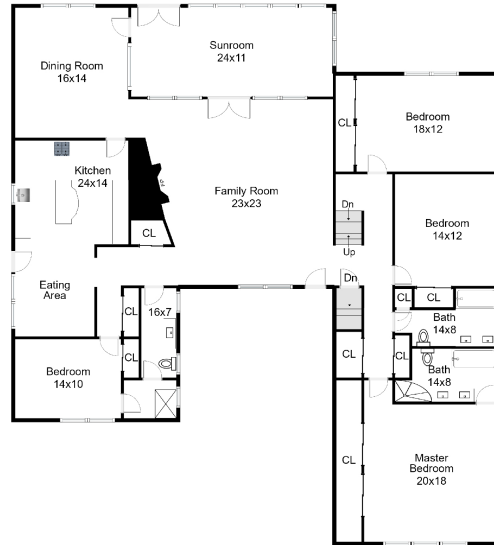 Dining Room
16x14
Sunroom
24x11
CL
Bedroom
18x12
Kitchen
24x14
Family Room
23x23
Dn
Up
Bedroom
14x12
CL
Dn
Eating
Area
CL
16x7
CL
CL
Bath
14x8
Bedroom
14x10
CL
CL
CL
Bath
14x8
CL
Master
Bedroom
20x18